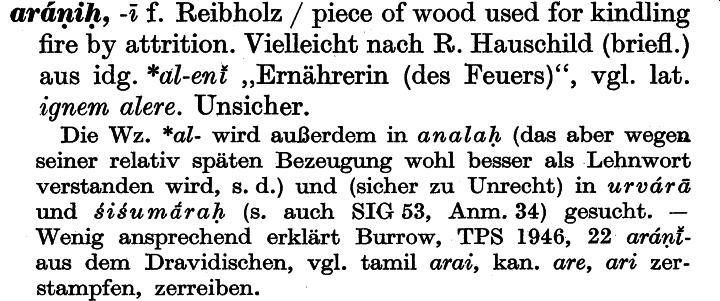 aráṇiḥ, -ī f. Reibholz / piece of wood used for kindling
fire by attrition. Vielleicht nach R. Hauschild (briefl.)
aus idg. *al-enī̆ „Ernährerin (des Feuers)“, vgl. lat.
ignem alere. Unsicher.
Die Wz. *al- wird außerdem in analaḥ (das aber wegen
seiner relativ späten Bezeugung wohl besser als Lehnwort
verstanden wird, s. d.) und (sicher zu Unrecht) in urvárā
und śiśumā́raḥ (s. auch SIG 53, Anm. 34) gesucht. —
Wenig ansprechend erklärt Burrow, TPS 1946, 22 aráṇī̆-
aus dem Dravidischen, vgl. tamil arai, kan. are, ari zer-
stampfen, zerreiben.